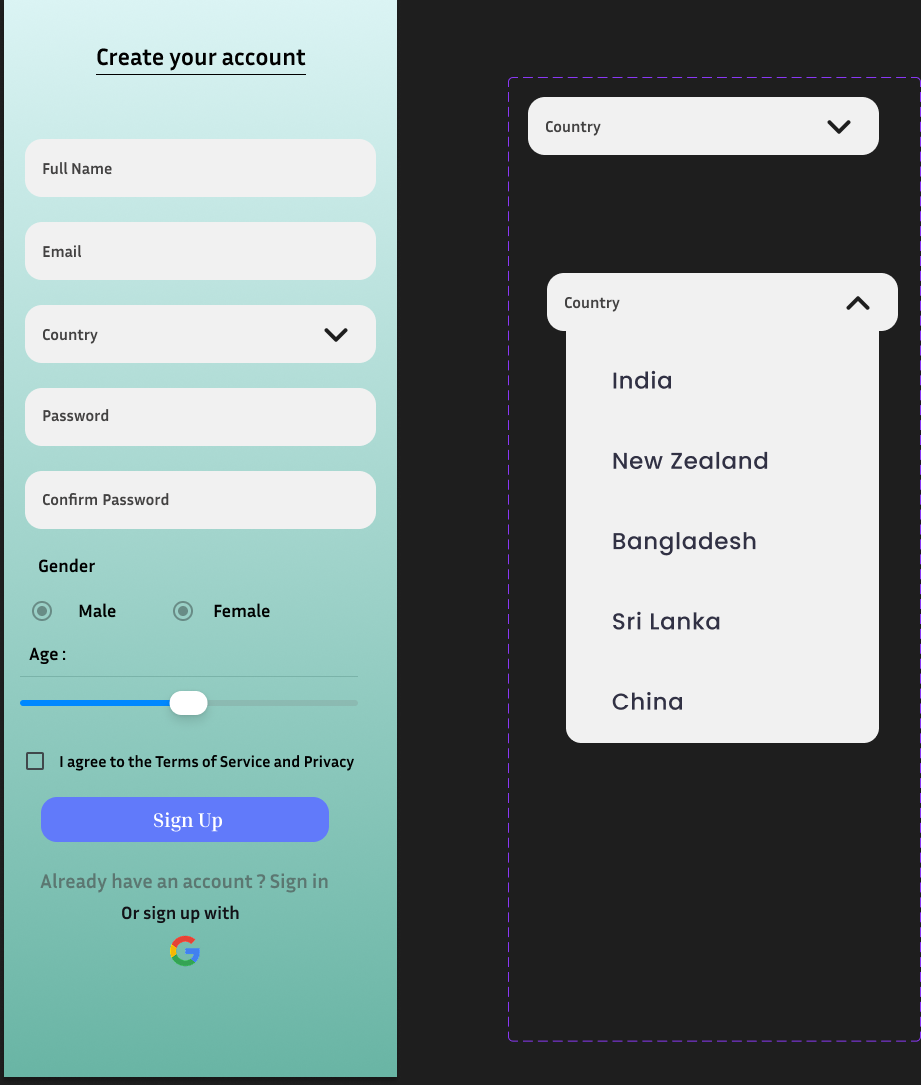 Create your account
Full Name
Email
Country
Password
Confirm Password
Gender
Male Female
Age :
I agree to the Terms of Service and Privacy
Sign Up
Already have an account ? Sign in
Or sign up with
Country
Country
India
New Zealand
Bangladesh
Sri Lanka
China